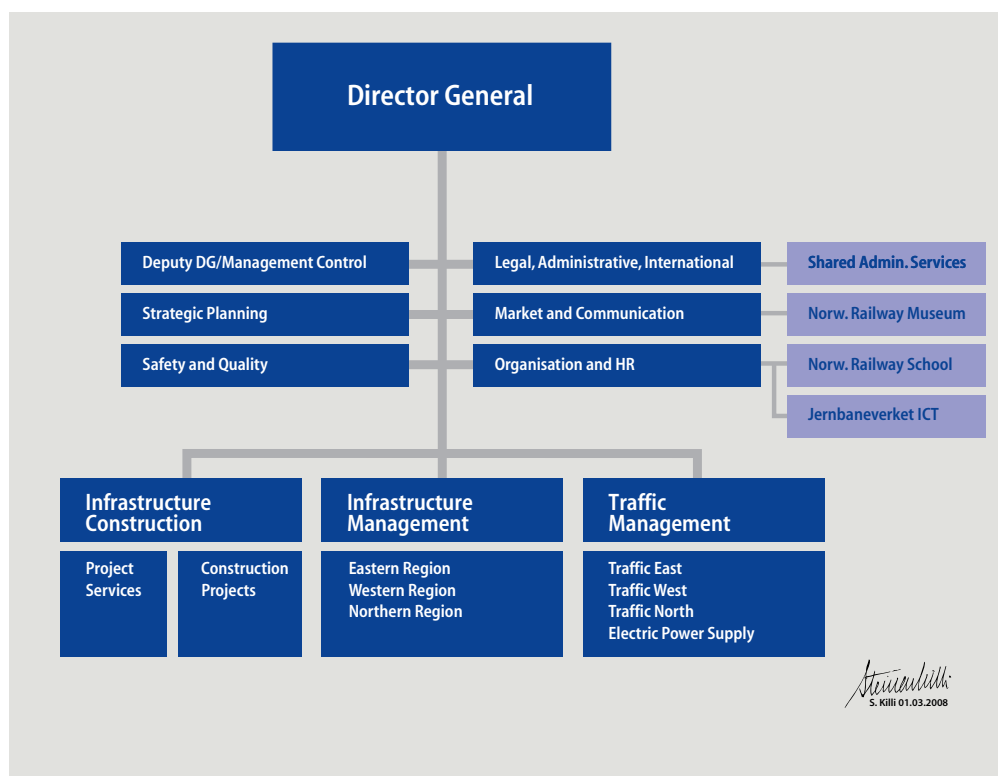 Director General
Deputy DG/Management Control
Legal, Administrative, International
Shared Admin. Services
Strategic Planning
Market and Communication
Norw. Railway Museum
Safety and Quality
Organisation and HR
Norw. Railway School
Jernbaneverket ICT
Infrastructure
Construction
Infrastructure
Management
Traffic
Management
Project
Services
Construction
Projects
Eastern Region
Western Region
Northern Region
Traffic East
Traffic West
Traffic North
Electric Power Supply
S. Killi 01.03.2008